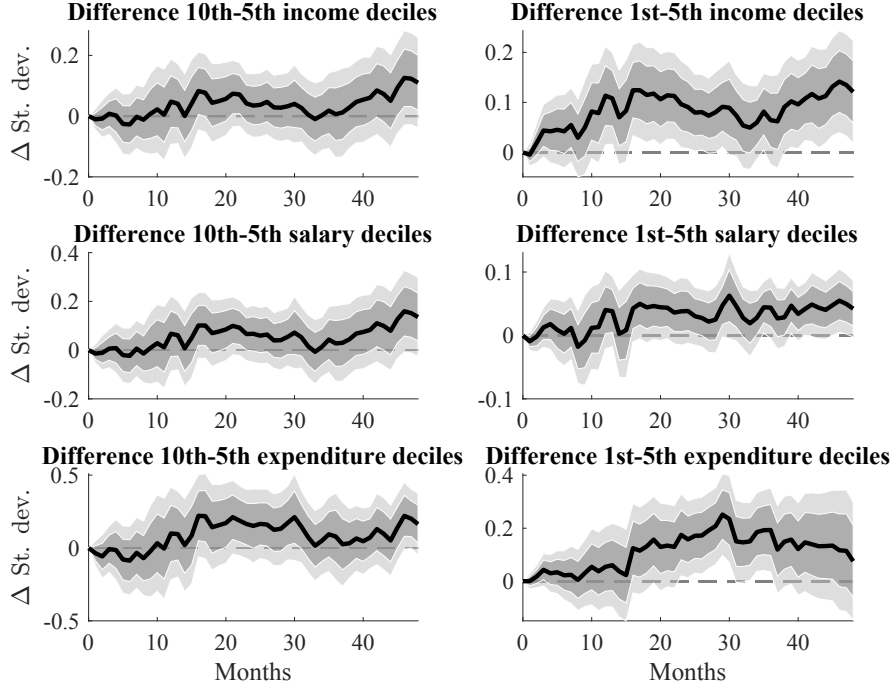 Difference 10th-5th income deciles
Difference 1st-5th income deciles
Δ St. dev.
0.2
0
-0.2
0 10 20 30 40
0.2
0.1
0
0 10 20 30 40
Difference 10th-5th salary deciles
Difference 1st-5th salary deciles
Δ St. dev.
0.4
0.2
0
-0.2
0 10 20 30 40
0.1
0
-0.1
0 10 20 30 40
Difference 10th-5th expenditure deciles
Difference 1st-5th expenditure deciles
Δ St. dev.
0.5
0
-0.5
0 10 20 30 40
Months
0.4
0.2
0
0 10 20 30 40
Months